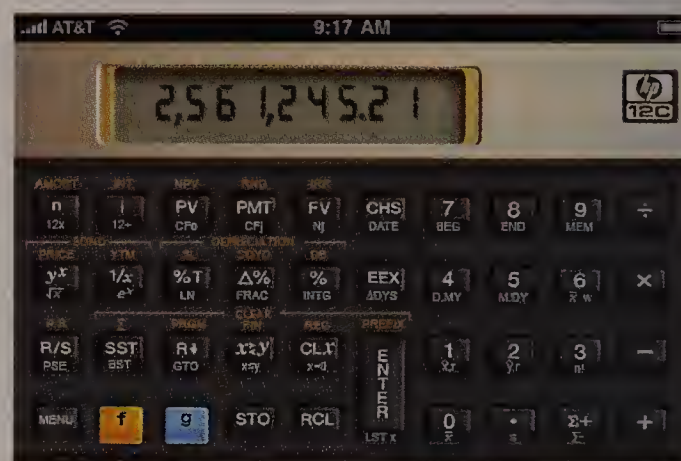 AT&T 9:17 AM
2,561,245.21
hp 12C
AMORT INT NPV RND IRR
n i PV PMT FV CHS 7 8 9 ÷
12x 12÷ CFo CFj Nj DATE BEG END MEM
BOND DEPRECIATION
PRICE YTM SL SOYD DB
yx 1/x %T Δ% % EEX 4 5 6 ×
√x ex LN FRAC INTG ΔDYS D.MY M.DY x̄ w
CLEAR
P/R Σ PRGM FIN REG PREFIX
R/S SST R↓ x≷y CLx ENTER 1 2 3 −
PSE BST GTO x≤y x=0 x̂,r ŷ,r n!
MENU f g STO RCL 0 • Σ+ +
LST x x̄ s Σ-